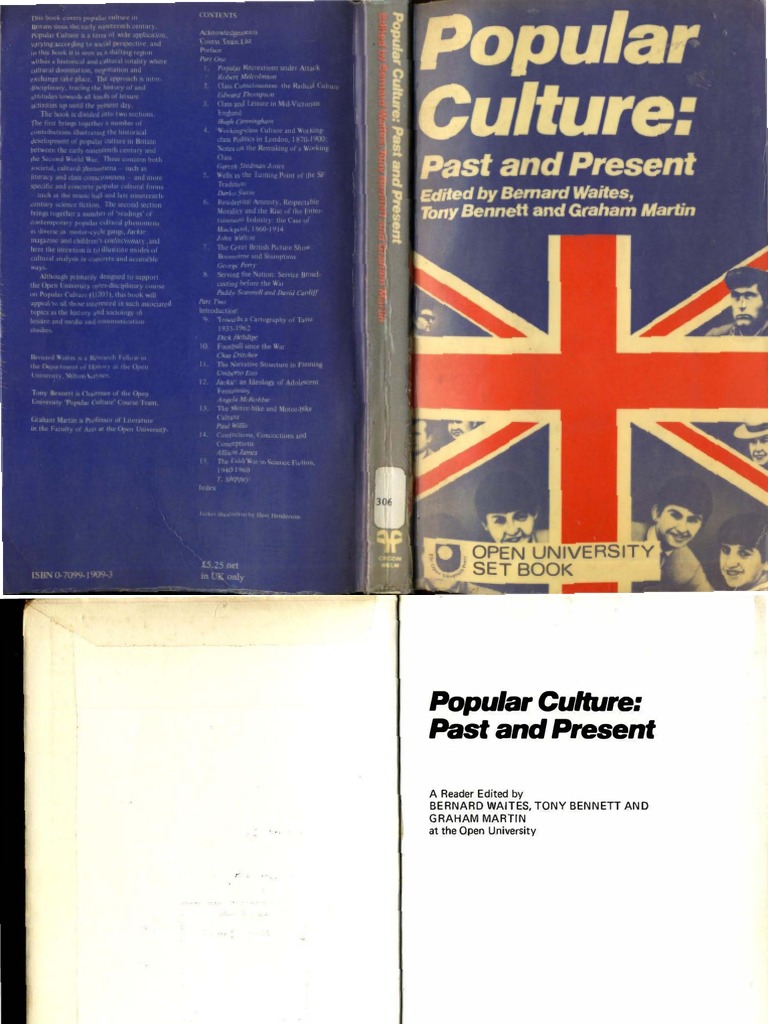 This book covers popular culture in
Britain since the early nineteenth century.
Popular Culture is a term of wide application,
varying according to social perspective, and
in this book it is seen as a shifting region
within a historical and cultural totality where
cultural domination, negotiation and
exchange take place. The approach is inter-
disciplinary, tracing the history of and
attitudes towards all kinds of leisure
activities up until the present day.
The book is divided into two sections.
The first brings together a number of
contributions illustrating the historical
development of popular culture in Britain
between the early nineteenth century and
the Second World War. These concern both
societal, cultural phenomena – such as
literacy and class consciousness – and more
specific and concrete popular cultural forms
– such as the music hall and late nineteenth-
century science fiction. The second section
brings together a number of 'readings' of
contemporary popular cultural phenomena
as diverse as motor-cycle gangs, Jackie
magazine and children's confectionary, and
here the intention is to illustrate modes of
cultural analysis in concrete and accessible
ways.
Although primarily designed to support
the Open University inter-disciplinary course
on Popular Culture (U203), this book will
appeal to all those interested in such associated
topics as the history and sociology of
leisure and media and communication
studies.
Bernard Waites is a Research Fellow in
the Department of History at the Open
University, Milton Keynes.
Tony Bennett is Chairman of the Open
University 'Popular Culture' Course Team.
Graham Martin is Professor of Literature
in the Faculty of Arts at the Open University.
ISBN 0-7099-1909-3
CONTENTS
Acknowledgements
Course Team List
Preface
Part One
1. Popular Recreations under Attack
Robert Malcolmson
2. Class Consciousness: the Radical Culture
Edward Thompson
3. Class and Leisure in Mid-Victorian
England
Hugh Cunningham
4. Working-class Culture and Working-
class Politics in London, 1870-1900:
Notes on the Remaking of a Working
Class
Gareth Stedman Jones
5. Wells as the Turning Point of the SF
Tradition
Darko Suvin
6. Residential Amenity, Respectable
Morality and the Rise of the Enter-
tainment Industry: the Case of
Blackpool, 1860-1914
John Walton
7. The Great British Picture Show:
Boomtime and Slumptime
George Perry
8. Serving the Nation: Service Broad-
casting before the War
Paddy Scannell and David Cardiff
Part Two
Introduction
9. Towards a Cartography of Taste
1935-1962
Dick Hebdige
10. Football since the War
Chas Critcher
11. The Narrative Structure in Fleming
Umberto Eco
12. Jackie: an Ideology of Adolescent
Femininity
Angela McRobbie
13. The Motor-bike and Motor-bike
Culture
Paul Willis
14. Confections, Concoctions and
Conceptions
Allison James
15. The Cold War in Science Fiction,
1940-1960
T. Shippey
Index
Jacket illustration by Hans Henderson
£5.25 net
in UK only
Popular Culture: Past and Present
Edited by Bernard Waites, Tony Bennett and Graham Martin
306
CROOM
HELM
Popular
Culture:
Past and Present
Edited by Bernard Waites,
Tony Bennett and Graham Martin
OPEN UNIVERSITY
SET BOOK
Popular Culture:
Past and Present
A Reader Edited by
BERNARD WAITES, TONY BENNETT AND
GRAHAM MARTIN
at the Open University